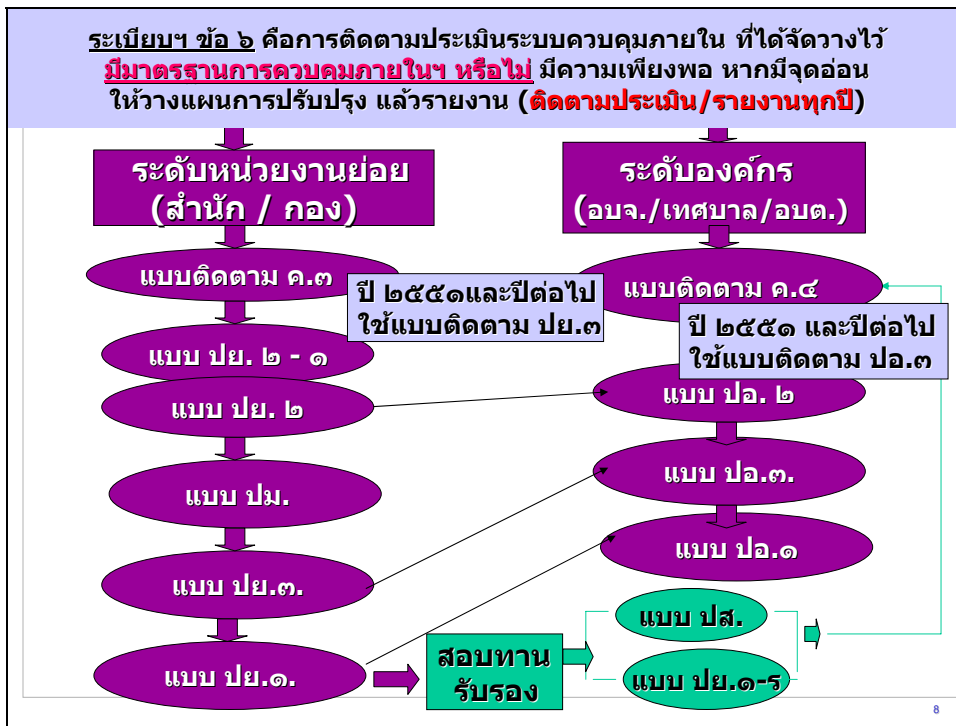 ระเบียบฯ ข้อ ๖ คือการติดตามประเมินระบบควบคุมภายใน ที่ได้จัดวางไว้
มีมาตรฐานการควบคุมภายในฯ หรือไม่ มีความเพียงพอ หากมีจุดอ่อน
ให้วางแผนการปรับปรุง แล้วรายงาน (ติดตามประเมิน/รายงานทุกปี)
ระดับหน่วยงานย่อย
(สำนัก / กอง)
ระดับองค์กร
(อบจ./เทศบาล/อบต.)
แบบติดตาม ค.๓
ปี ๒๕๕๑และปีต่อไป
ใช้แบบติดตาม ปย.๓
แบบติดตาม ค.๔
ปี ๒๕๕๑ และปีต่อไป
ใช้แบบติดตาม ปอ.๓
แบบ ปย. ๒ - ๑
แบบ ปย. ๒
แบบ ปอ. ๒
แบบ ปม.
แบบ ปอ.๓.
แบบ ปย.๓.
แบบ ปอ.๑
แบบ ปย.๑.
สอบทาน
รับรอง
แบบ ปส.
แบบ ปย.๑-ร
8